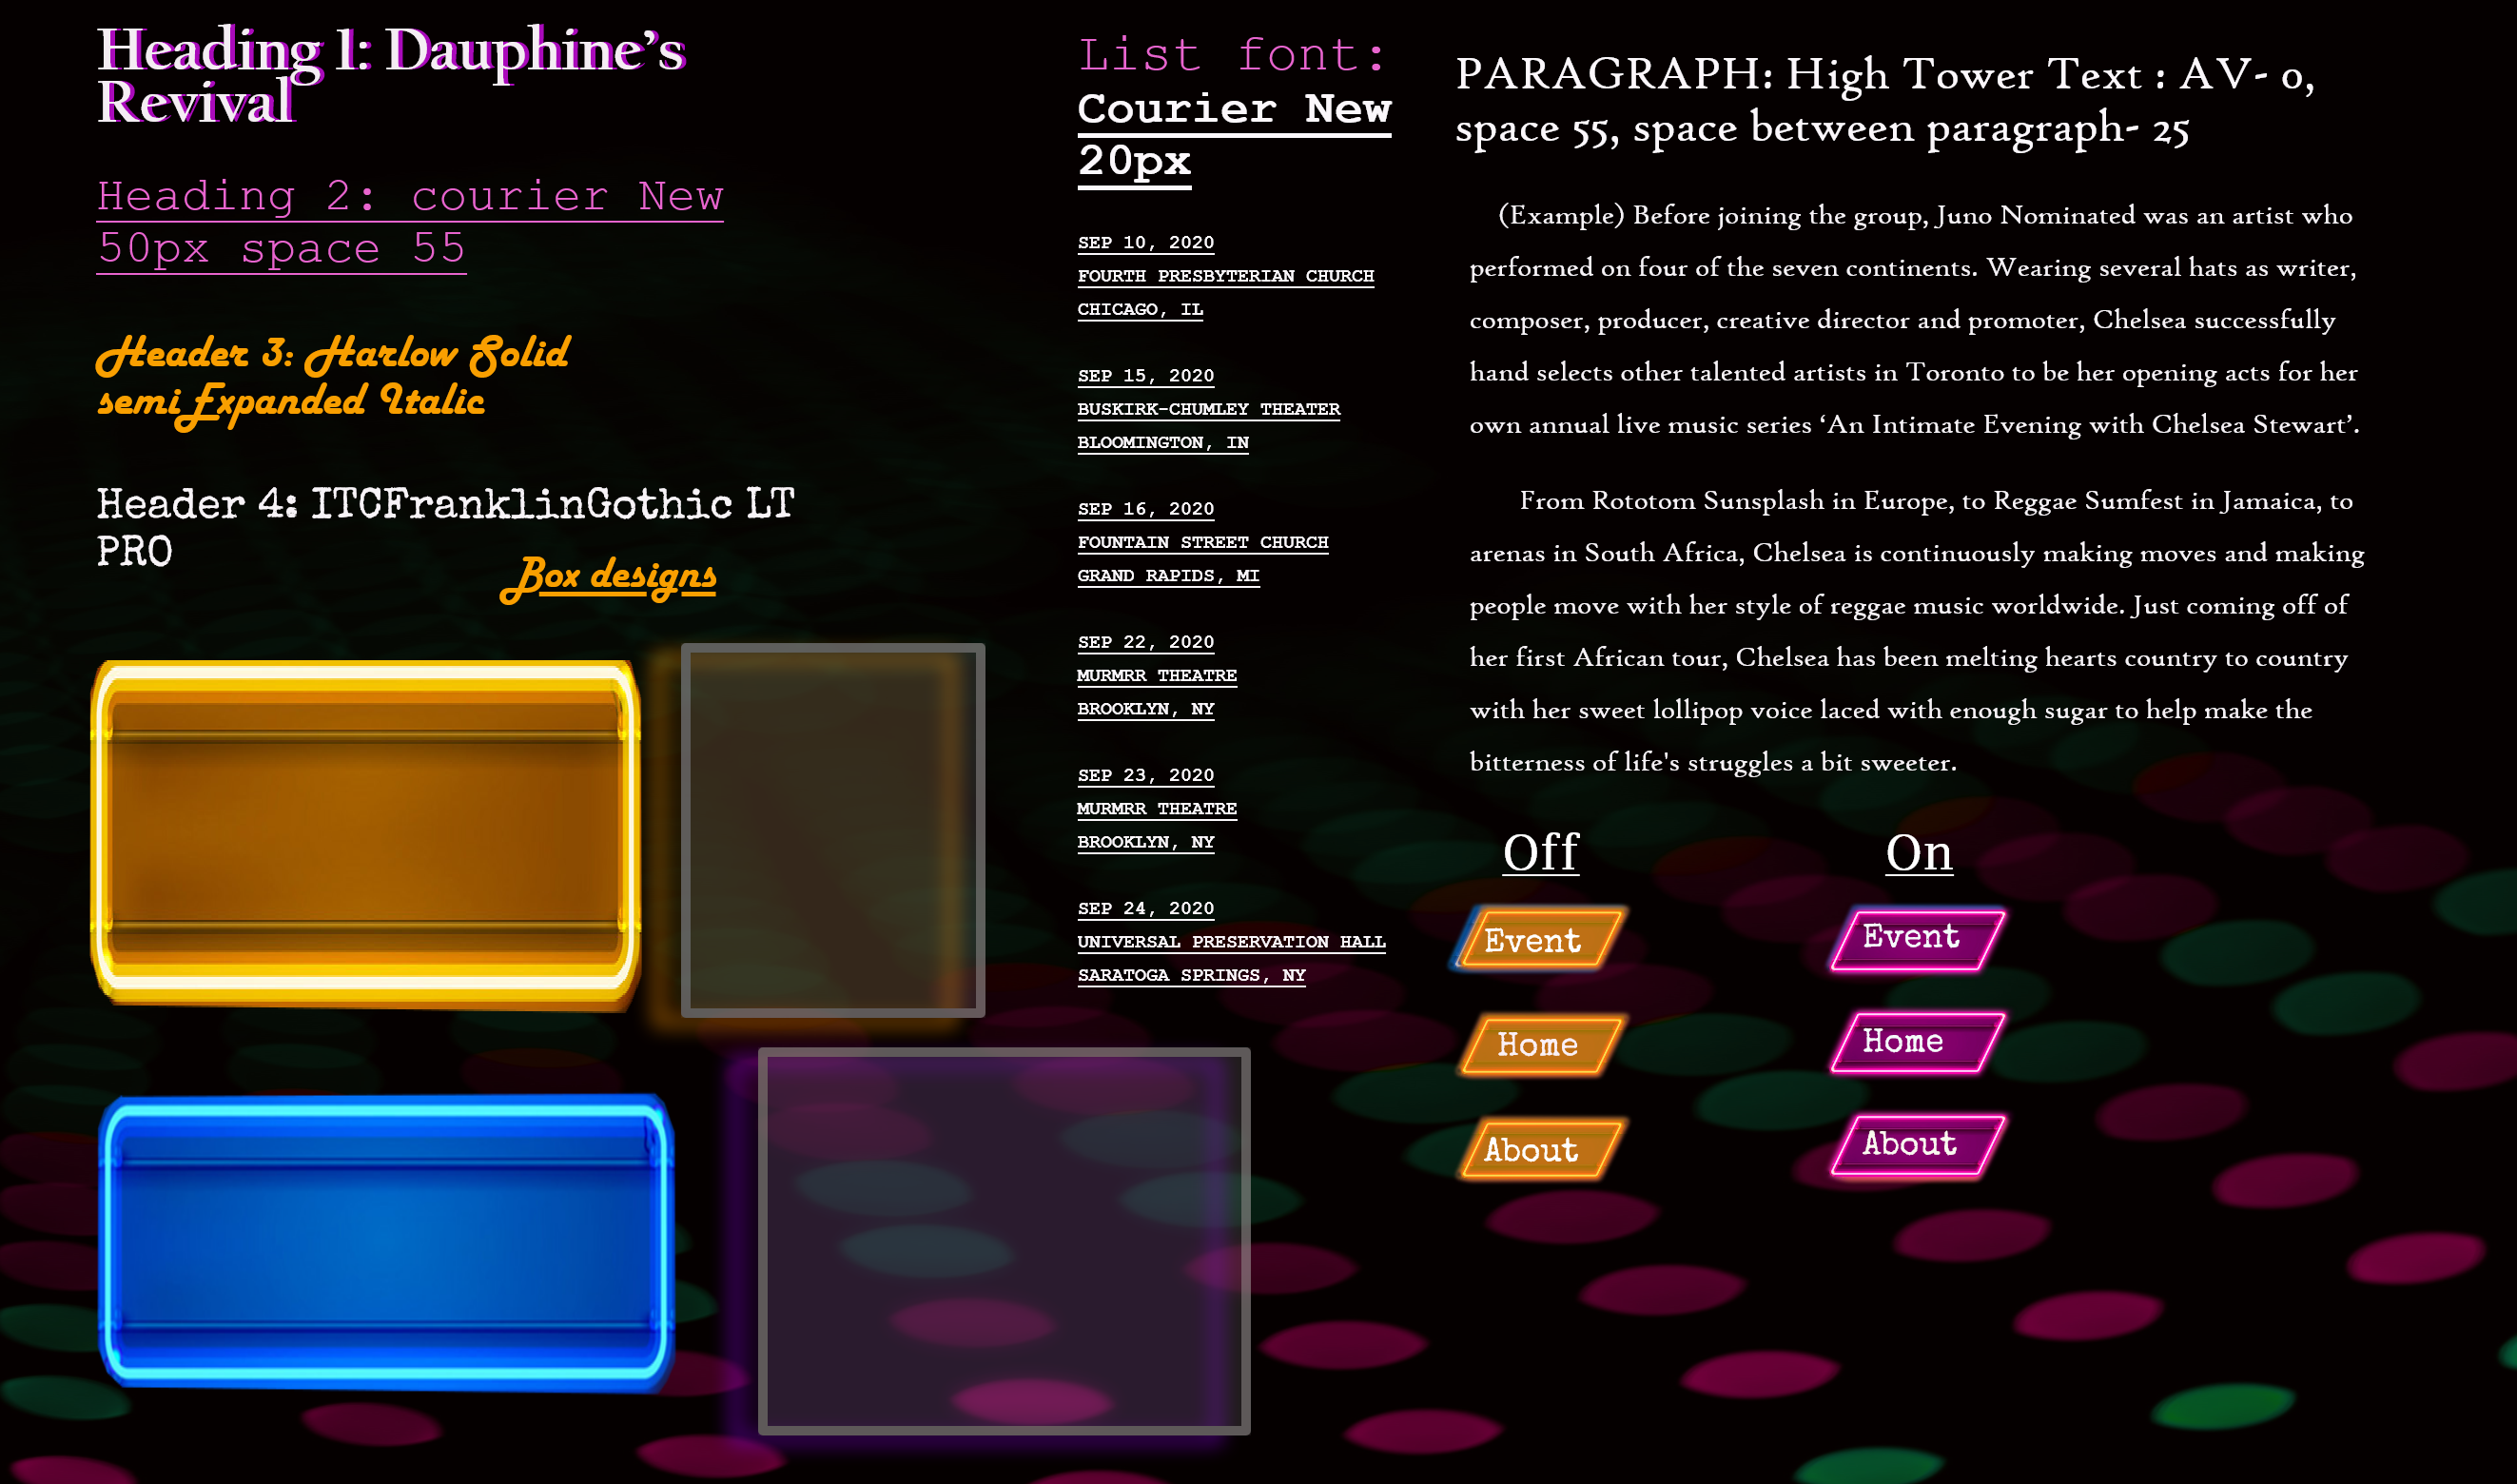 Heading 1: Dauphine’s
Revival
Heading 2: courier New
50px space 55
Header 3: Harlow Solid
semiExpanded Italic
Header 4: ITCFranklinGothic LT
PRO
Box designs
List font:
Courier New
20px
SEP 10, 2020
FOURTH PRESBYTERIAN CHURCH
CHICAGO, IL
SEP 15, 2020
BUSKIRK-CHUMLEY THEATER
BLOOMINGTON, IN
SEP 16, 2020
FOUNTAIN STREET CHURCH
GRAND RAPIDS, MI
SEP 22, 2020
MURMRR THEATRE
BROOKLYN, NY
SEP 23, 2020
MURMRR THEATRE
BROOKLYN, NY
SEP 24, 2020
UNIVERSAL PRESERVATION HALL
SARATOGA SPRINGS, NY
PARAGRAPH: High Tower Text : AV- 0,
space 55, space between paragraph- 25
(Example) Before joining the group, Juno Nominated was an artist who
performed on four of the seven continents. Wearing several hats as writer,
composer, producer, creative director and promoter, Chelsea successfully
hand selects other talented artists in Toronto to be her opening acts for her
own annual live music series ‘An Intimate Evening with Chelsea Stewart’.
From Rototom Sunsplash in Europe, to Reggae Sumfest in Jamaica, to
arenas in South Africa, Chelsea is continuously making moves and making
people move with her style of reggae music worldwide. Just coming off of
her first African tour, Chelsea has been melting hearts country to country
with her sweet lollipop voice laced with enough sugar to help make the
bitterness of life's struggles a bit sweeter.
Off
Event
Home
About
On
Event
Home
About